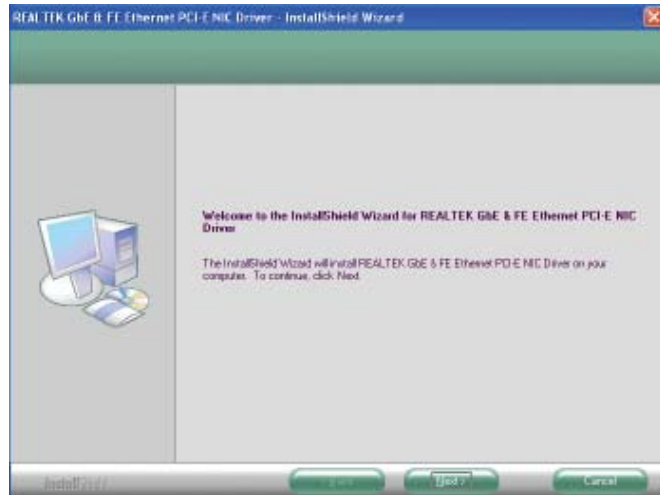 REALTEK GbE & FE Ethernet PCI-E NIC Driver - InstallShield Wizard
Welcome to the InstallShield Wizard for REALTEK GbE & FE Ethernet PCI-E NIC
Driver
The InstallShield Wizard will install REALTEK GbE & FE Ethernet PCI-E NIC Driver on your
computer. To continue, click Next.
InstallShield
Next >
Cancel